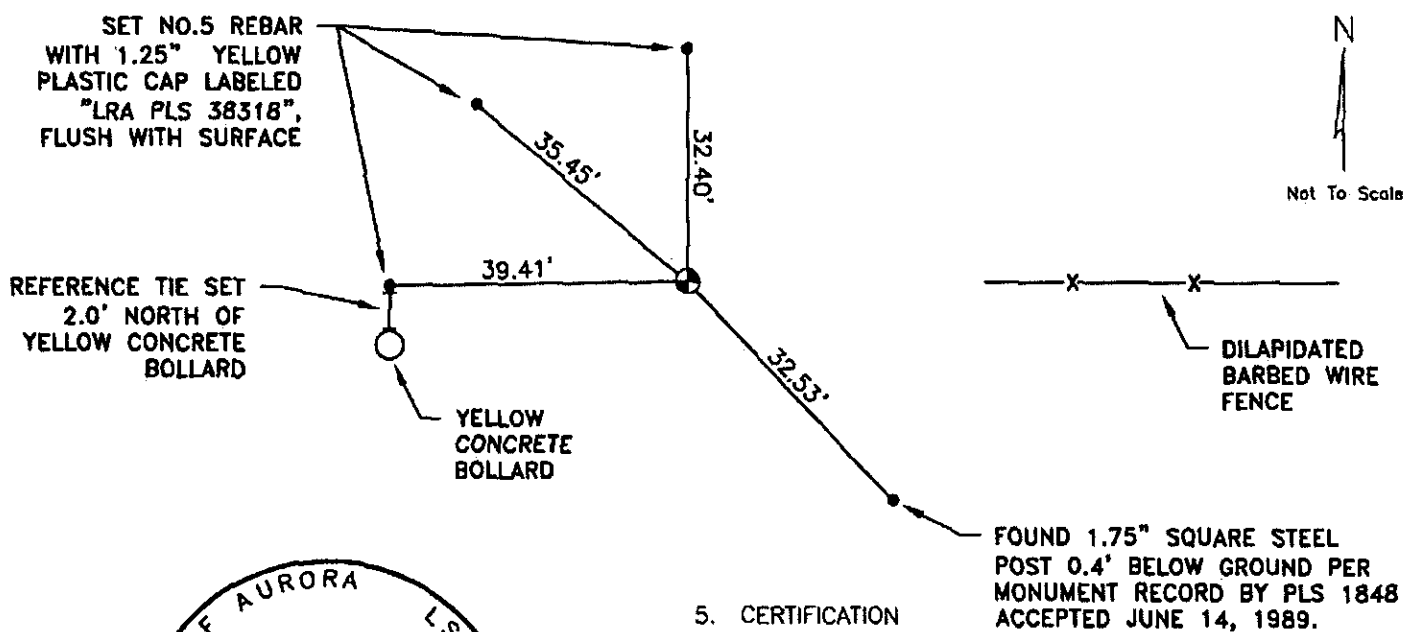 SET NO.5 REBAR
WITH 1.25" YELLOW
PLASTIC CAP LABELED
"LRA PLS 38318",
FLUSH WITH SURFACE
N
Not To Scale
35.45'
32.40'
39.41'
REFERENCE TIE SET
2.0' NORTH OF
YELLOW CONCRETE
BOLLARD
YELLOW
CONCRETE
BOLLARD
32.53'
X X
DILAPIDATED
BARBED WIRE
FENCE
FOUND 1.75" SQUARE STEEL
POST 0.4' BELOW GROUND PER
MONUMENT RECORD BY PLS 1848
ACCEPTED JUNE 14, 1989.
AURORA
5. CERTIFICATION